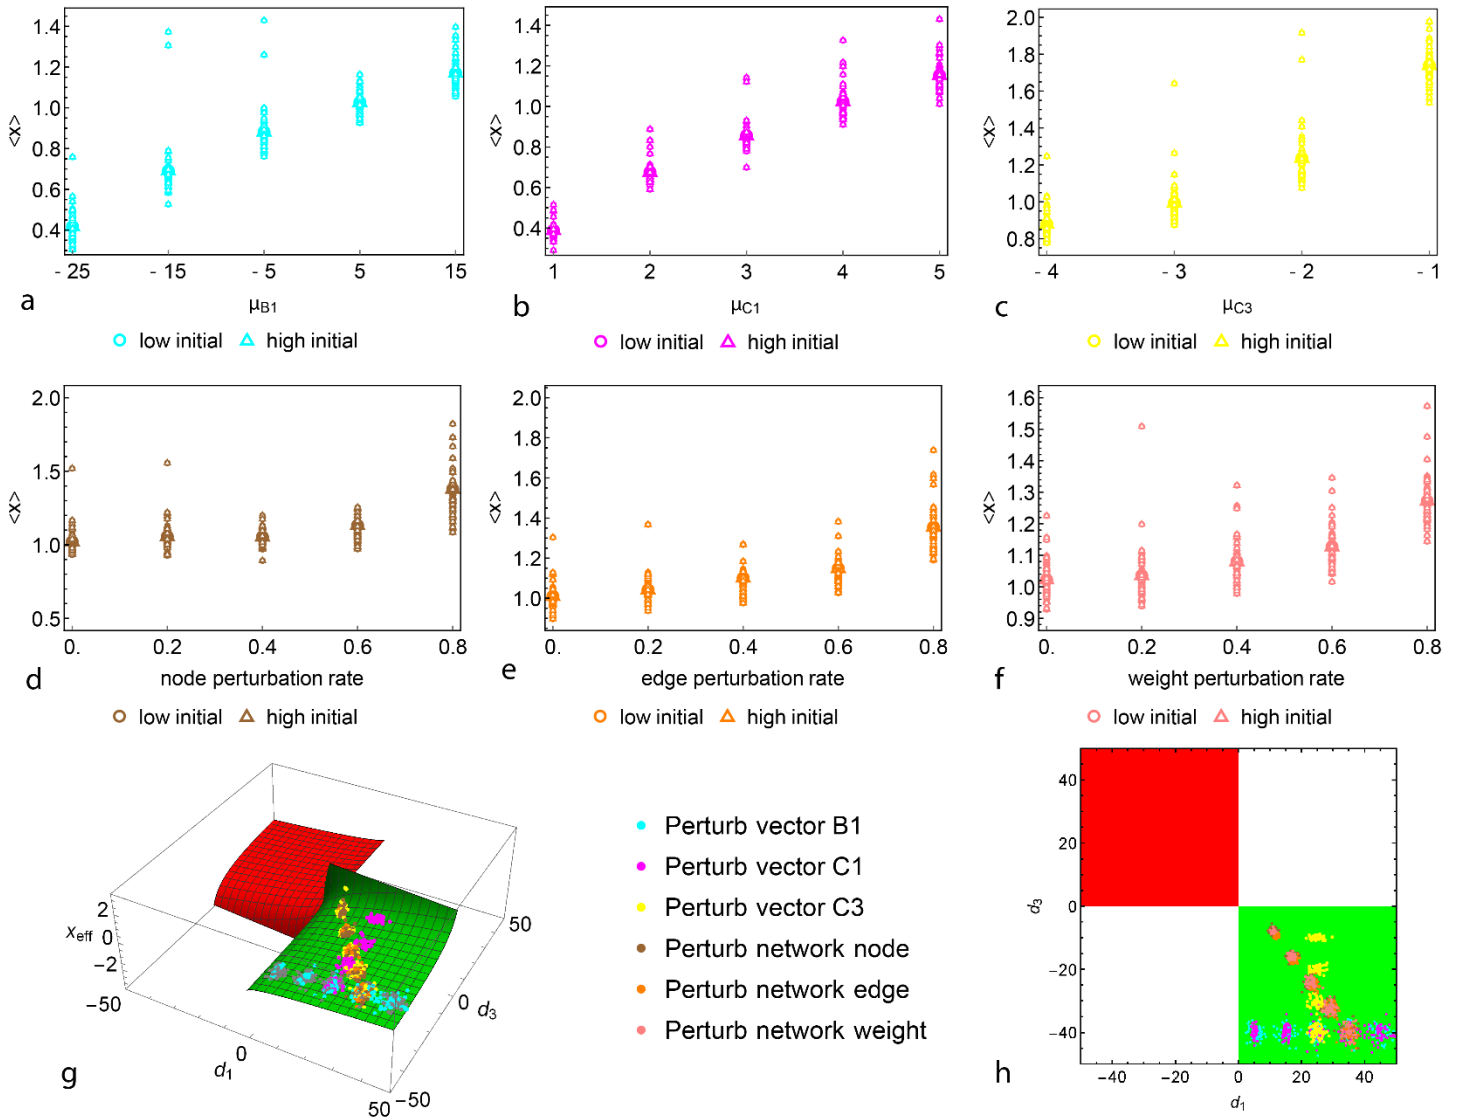 1.4
1.2
1.0
0.8
0.6
0.4
<x>
- 25
- 15
- 5
5
15
μB1
a
low initial
high initial
1.4
1.2
1.0
0.8
0.6
0.4
<x>
1
2
3
4
5
μC1
b
low initial
high initial
2.0
1.8
1.6
1.4
1.2
1.0
0.8
<x>
- 4
- 3
- 2
- 1
μC3
c
low initial
high initial
2.0
1.5
1.0
0.5
<x>
0.
0.2
0.4
0.6
0.8
node perturbation rate
d
low initial
high initial
2.0
1.8
1.6
1.4
1.2
1.0
<x>
0.
0.2
0.4
0.6
0.8
edge perturbation rate
e
low initial
high initial
1.6
1.5
1.4
1.3
1.2
1.1
1.0
0.9
<x>
0.
0.2
0.4
0.6
0.8
weight perturbation rate
f
low initial
high initial
2
0
−2
xeff
−50
0
50
d1
−50
0
50
d3
g
Perturb vector B1
Perturb vector C1
Perturb vector C3
Perturb network node
Perturb network edge
Perturb network weight
40
20
0
−20
−40
d3
−40
−20
0
20
40
d1
h